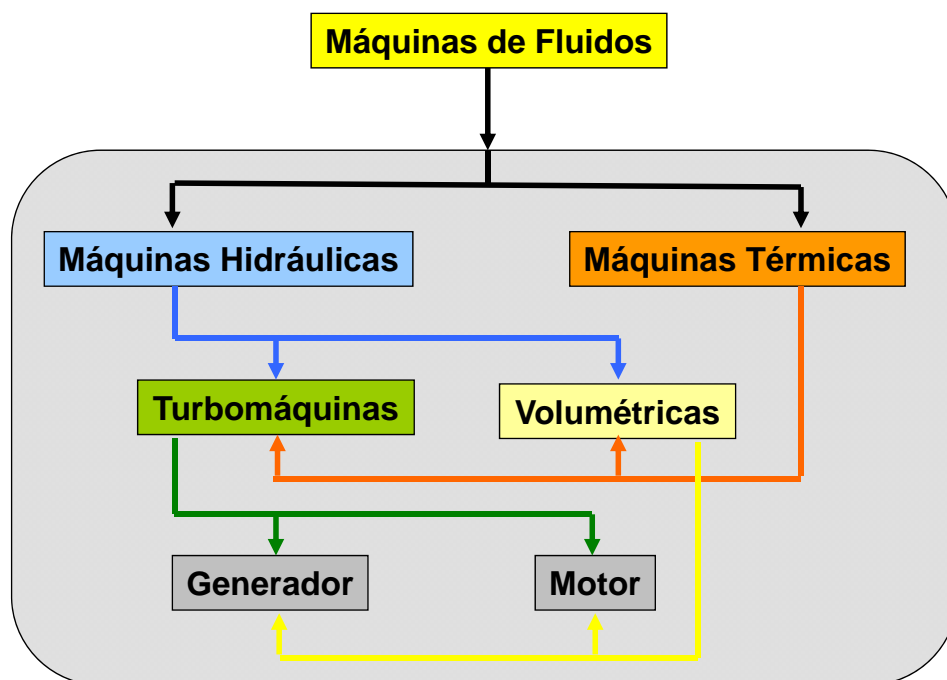 Máquinas de Fluidos
Máquinas Hidráulicas
Máquinas Térmicas
Turbomáquinas
Volumétricas
Generador
Motor